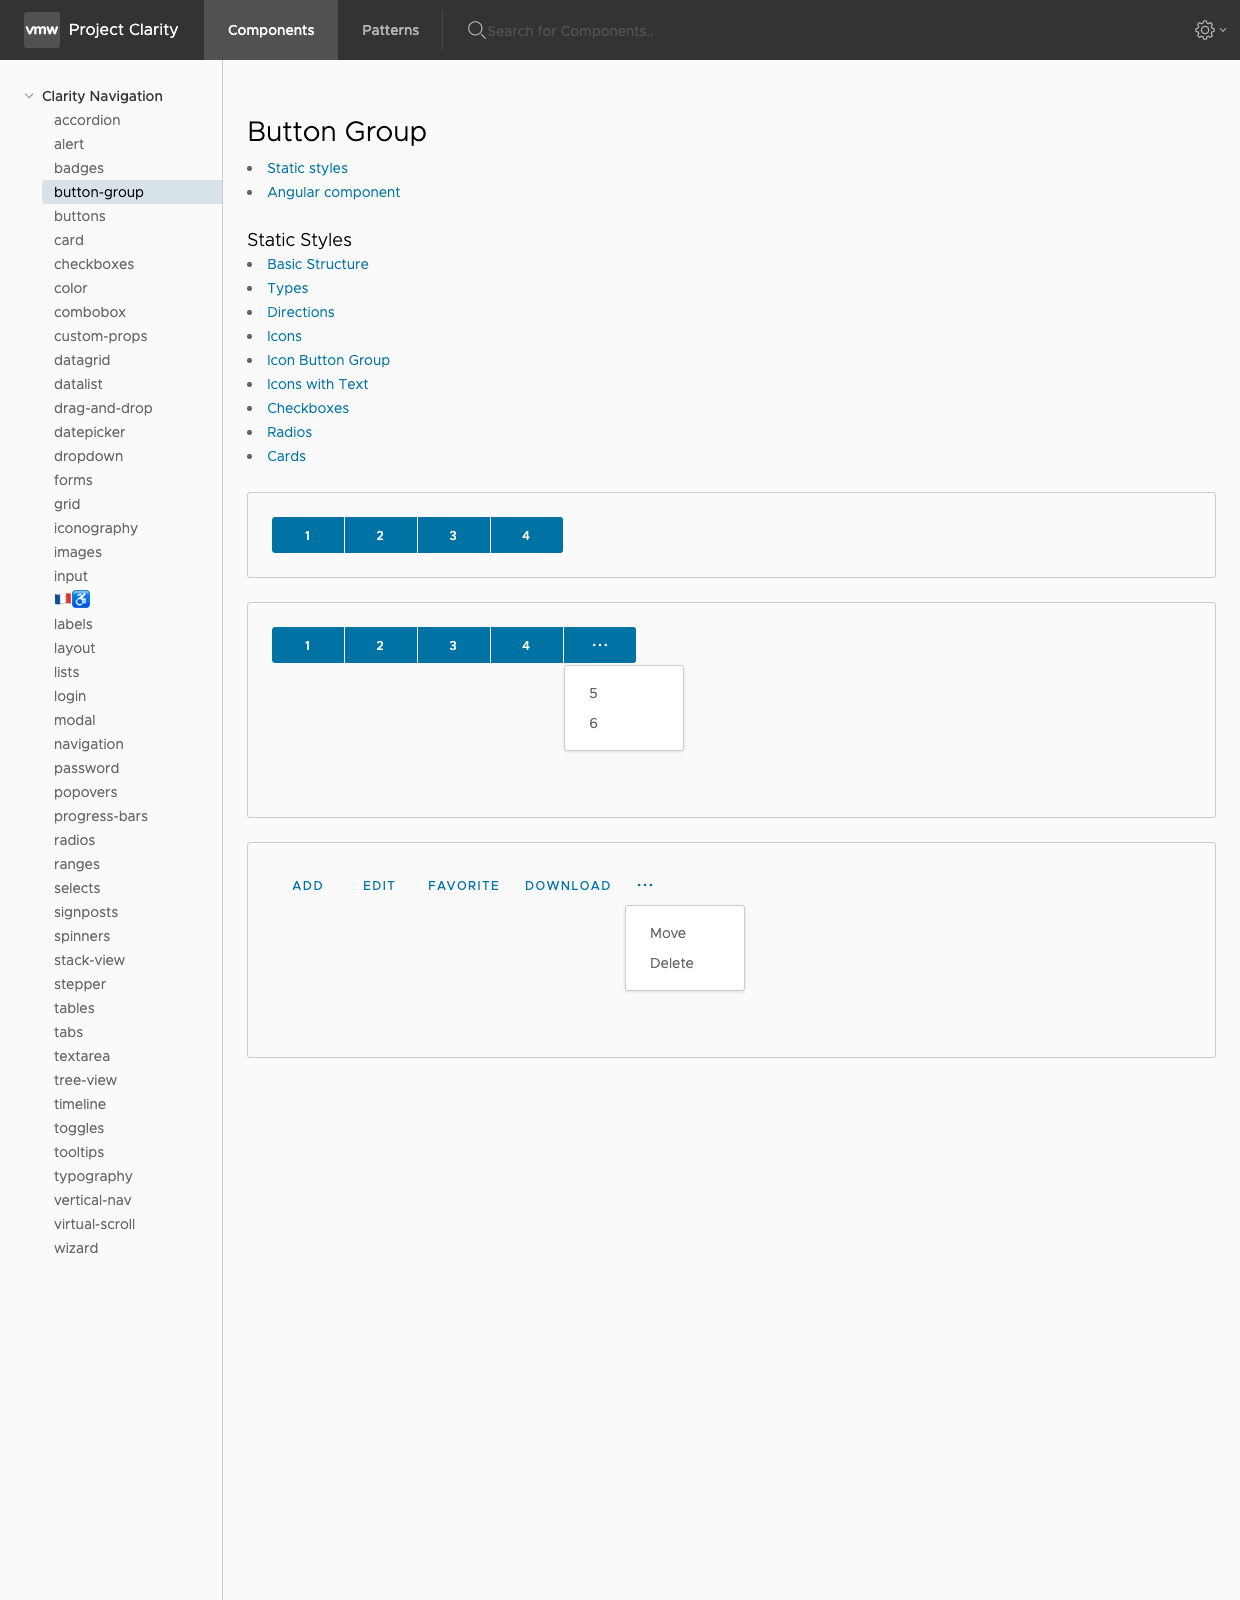 vmw Project Clarity Components Patterns Search for Components..
Clarity Navigation
accordion
alert
badges
button-group
buttons
card
checkboxes
color
combobox
custom-props
datagrid
datalist
drag-and-drop
datepicker
dropdown
forms
grid
iconography
images
input
🇫🇷♿
labels
layout
lists
login
modal
navigation
password
popovers
progress-bars
radios
ranges
selects
signposts
spinners
stack-view
stepper
tables
tabs
textarea
tree-view
timeline
toggles
tooltips
typography
vertical-nav
virtual-scroll
wizard
Button Group
• Static styles
• Angular component
Static Styles
• Basic Structure
• Types
• Directions
• Icons
• Icon Button Group
• Icons with Text
• Checkboxes
• Radios
• Cards
1 2 3 4
1 2 3 4 ...
5
6
ADD EDIT FAVORITE DOWNLOAD ...
Move
Delete